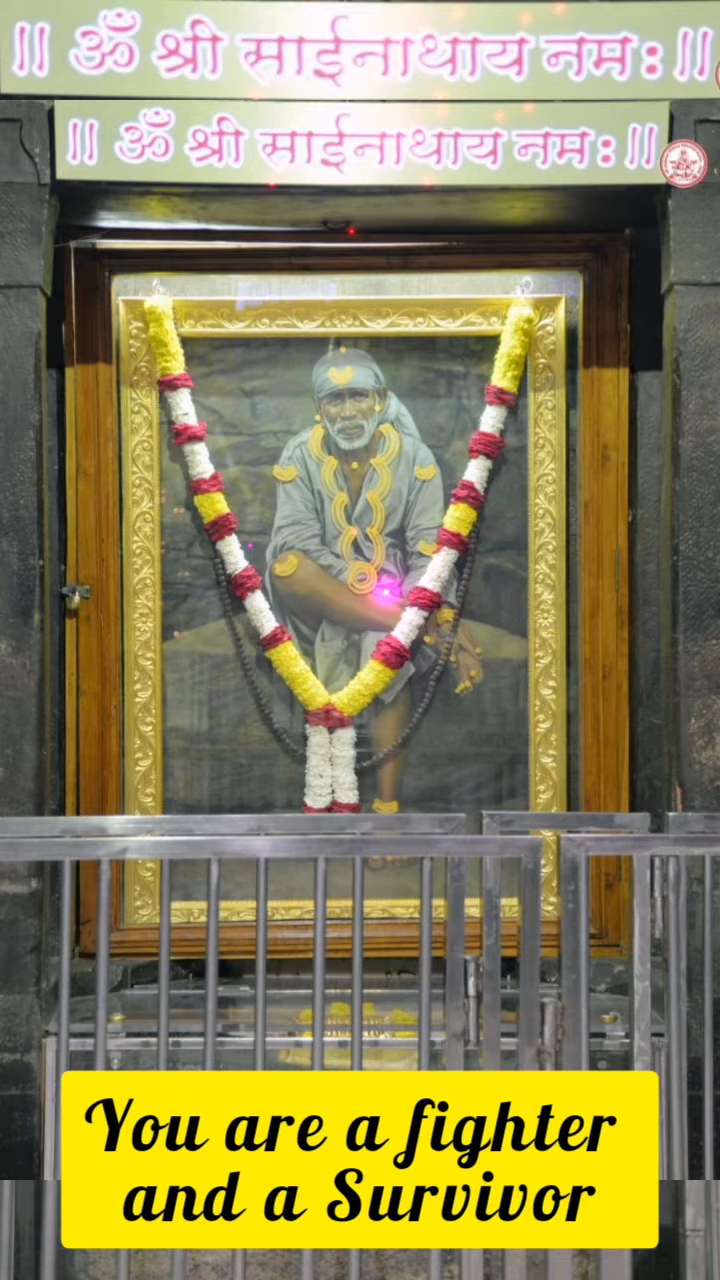 || ॐ श्री साईनाथाय नमः ||
|| ॐ श्री साईनाथाय नमः ||
You are a fighter
and a Survivor